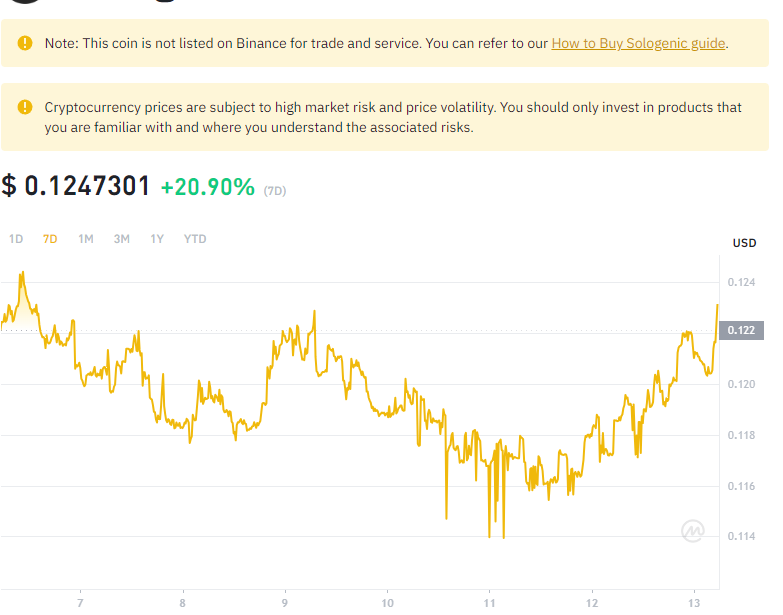 Note: This coin is not listed on Binance for trade and service. You can refer to our How to Buy Sologenic guide.
Cryptocurrency prices are subject to high market risk and price volatility. You should only invest in products that
you are familiar with and where you understand the associated risks.
$ 0.1247301 +20.90% (7D)
1D 7D 1M 3M 1Y YTD
USD
0.124
0.122
0.120
0.118
0.116
0.114
7 8 9 10 11 12 13